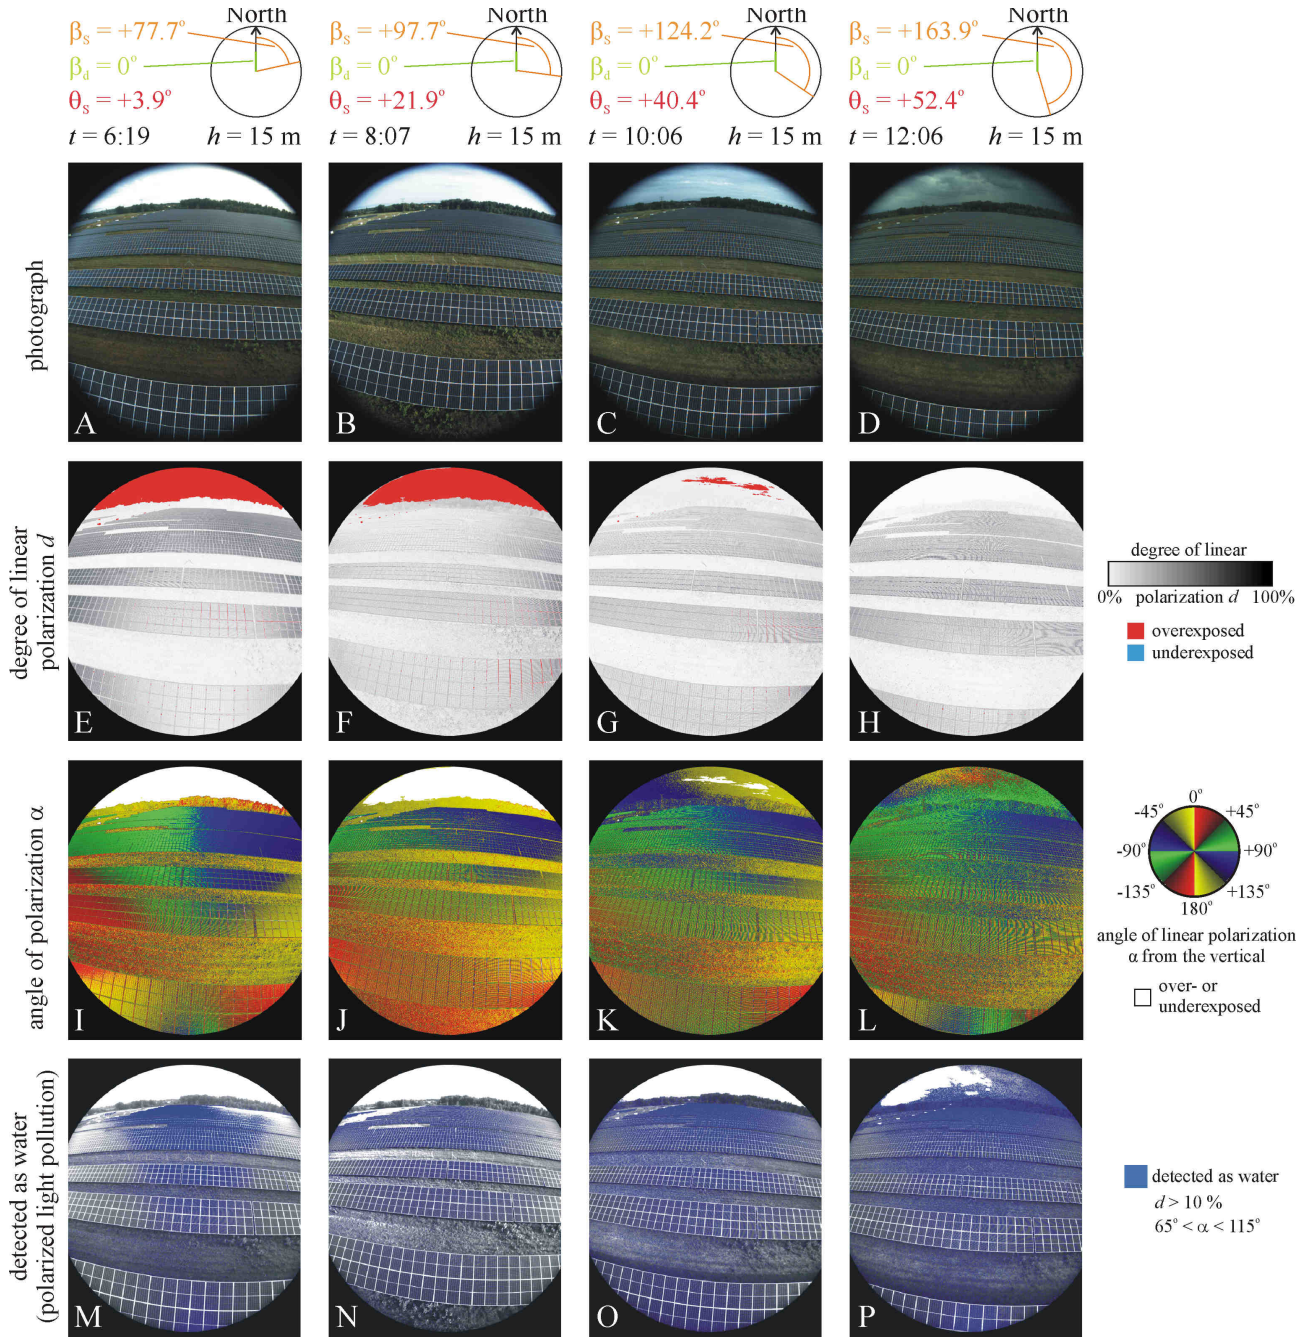 North
βs = +77.7°
βd = 0°
θs = +3.9°
t = 6:19
h = 15 m
North
βs = +97.7°
βd = 0°
θs = +21.9°
t = 8:07
h = 15 m
North
βs = +124.2°
βd = 0°
θs = +40.4°
t = 10:06
h = 15 m
North
βs = +163.9°
βd = 0°
θs = +52.4°
t = 12:06
h = 15 m
photograph
A
B
C
D
degree of linear
polarization d
E
F
G
H
degree of linear
0% polarization d 100%
overexposed
underexposed
angle of polarization α
I
J
K
L
0°
-45°
+45°
-90°
+90°
-135°
+135°
180°
angle of linear polarization
α from the vertical
over- or
underexposed
detected as water
(polarized light pollution)
M
N
O
P
detected as water
d > 10 %
65° < α < 115°